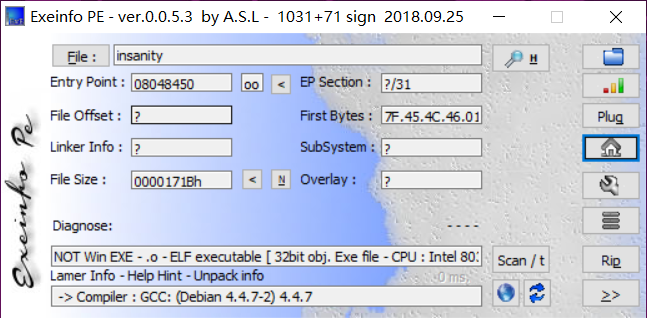 Exeinfo PE - ver.0.0.5.3 by A.S.L - 1031+71 sign 2018.09.25
File : insanity H
Entry Point : 08048450 oo < EP Section : ?/31
File Offset : ? First Bytes : 7F.45.4C.46.01 Plug
Linker Info : ? SubSystem : ?
File Size : 0000171Bh < N Overlay : ?
Diagnose: ----
NOT Win EXE - .o - ELF executable [ 32bit obj. Exe file - CPU : Intel 80 Scan / t Rip
Lamer Info - Help Hint - Unpack info 0 ms.
-> Compiler : GCC: (Debian 4.4.7-2) 4.4.7 >>
Exeinfo Pe